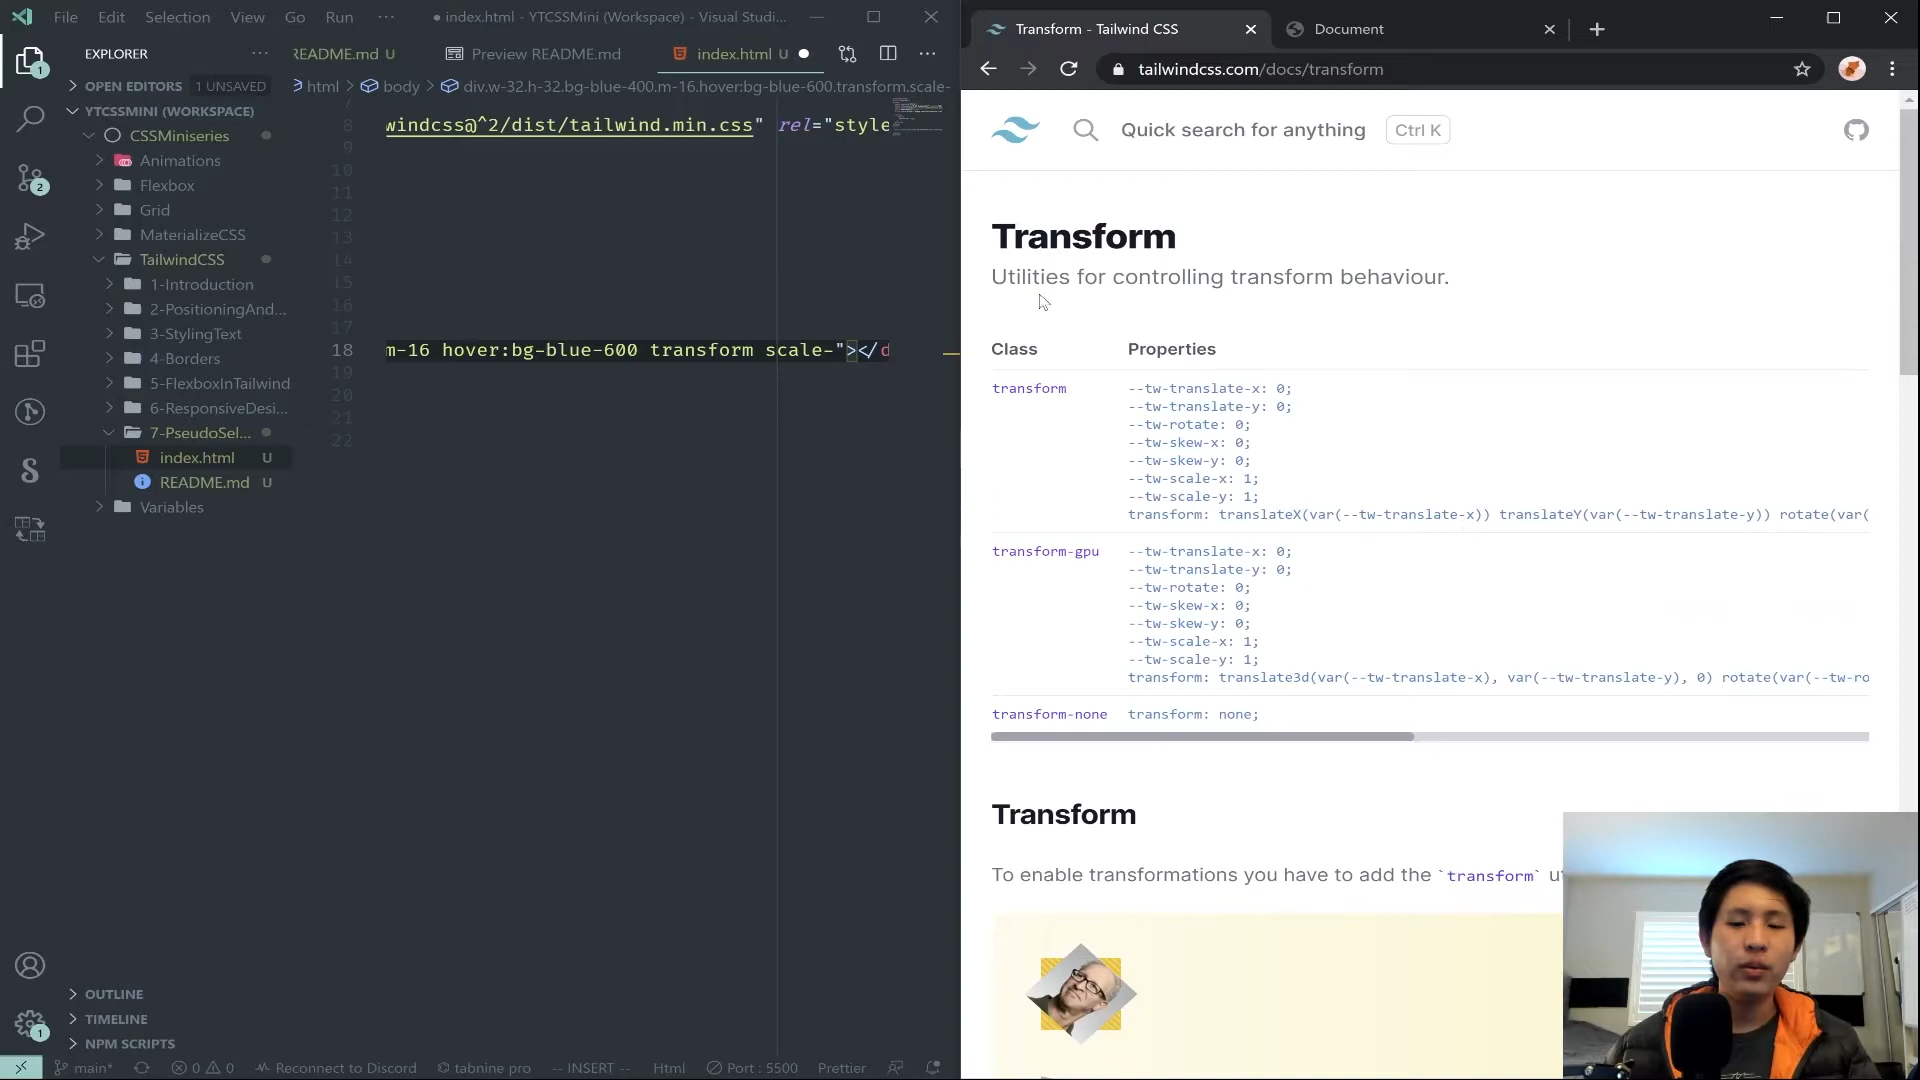 File Edit Selection View Go Run ··· ● index.html - YTCSSMini (Workspace) - Visual Studi...
EXPLORER ···
OPEN EDITORS 1 UNSAVED
YTCSSMINI (WORKSPACE)
CSSMiniseries
Animations
Flexbox
Grid
MaterializeCSS
TailwindCSS
1-Introduction
2-PositioningAnd...
3-StylingText
4-Borders
5-FlexboxInTailwind
6-ResponsiveDesi...
7-PseudoSel...
index.html U
README.md U
Variables
OUTLINE
TIMELINE
NPM SCRIPTS
1
2
1
README.md U Preview README.md index.html U ● ···
html > body > div.w-32.h-32.bg-blue-400.m-16.hover:bg-blue-600.transform.scale-
7
8 windcss@^2/dist/tailwind.min.css" rel="style
9
10
11
12
13
14
15
16
17
18 m-16 hover:bg-blue-600 transform scale-"></d
19
20
21
22
main* 0 0 Reconnect to Discord tabnine pro -- INSERT -- Html Port : 5500 Prettier
Transform - Tailwind CSS Document
tailwindcss.com/docs/transform
Quick search for anything Ctrl K
Transform
Utilities for controlling transform behaviour.
Class Properties
transform --tw-translate-x: 0;
--tw-translate-y: 0;
--tw-rotate: 0;
--tw-skew-x: 0;
--tw-skew-y: 0;
--tw-scale-x: 1;
--tw-scale-y: 1;
transform: translateX(var(--tw-translate-x)) translateY(var(--tw-translate-y)) rotate(var(
transform-gpu --tw-translate-x: 0;
--tw-translate-y: 0;
--tw-rotate: 0;
--tw-skew-x: 0;
--tw-skew-y: 0;
--tw-scale-x: 1;
--tw-scale-y: 1;
transform: translate3d(var(--tw-translate-x), var(--tw-translate-y), 0) rotate(var(--tw-ro
transform-none transform: none;
Transform
To enable transformations you have to add the `transform` ut